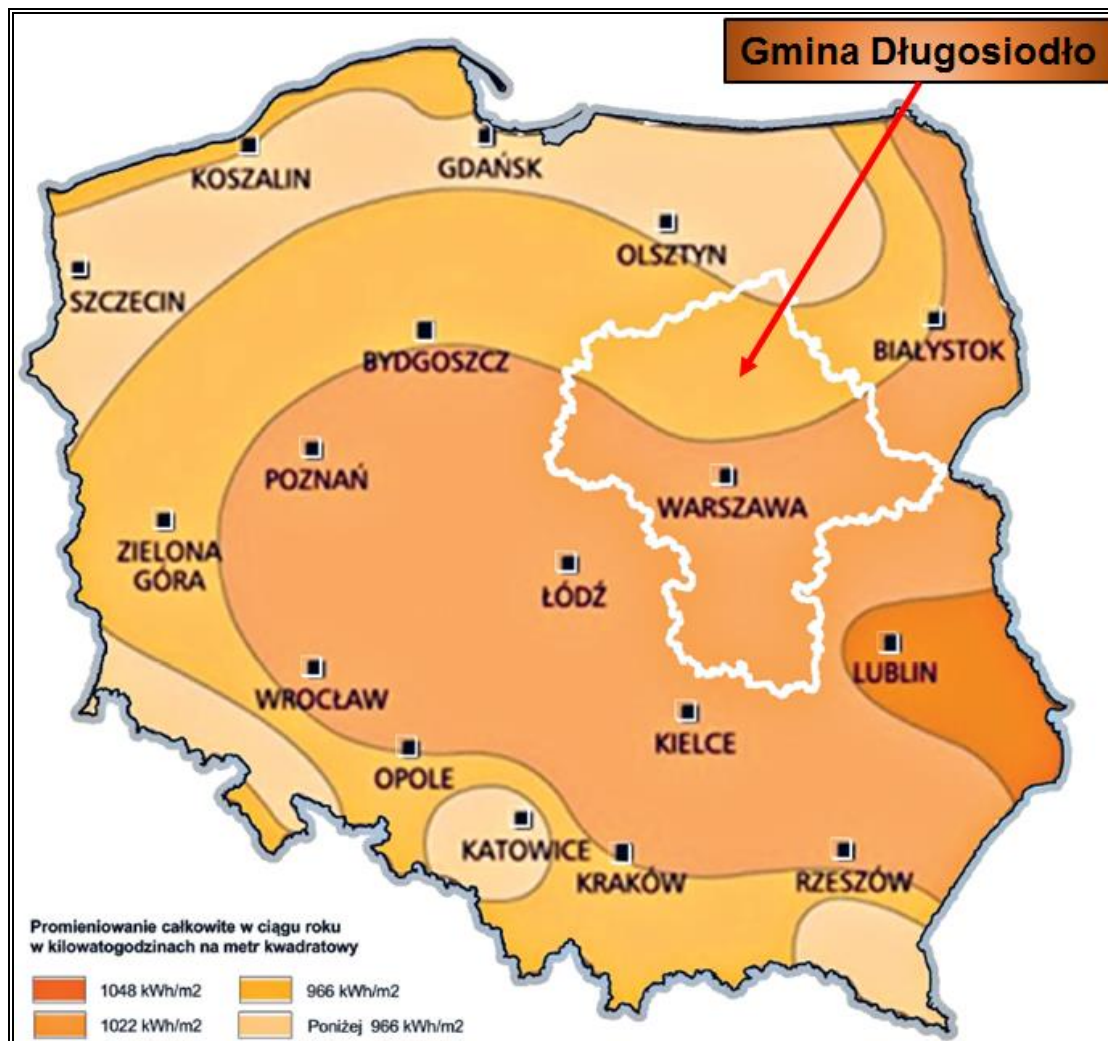 Gmina Długosiodło
KOSZALIN
GDAŃSK
OLSZTYN
SZCZECIN
BYDGOSZCZ
BIAŁYSTOK
POZNAŃ
WARSZAWA
ZIELONA
GÓRA
ŁÓDŹ
LUBLIN
WROCŁAW
KIELCE
OPOLE
KATOWICE
KRAKÓW
RZESZÓW
Promieniowanie całkowite w ciągu roku
w kilowatogodzinach na metr kwadratowy
1048 kWh/m2
966 kWh/m2
1022 kWh/m2
Poniżej 966 kWh/m2